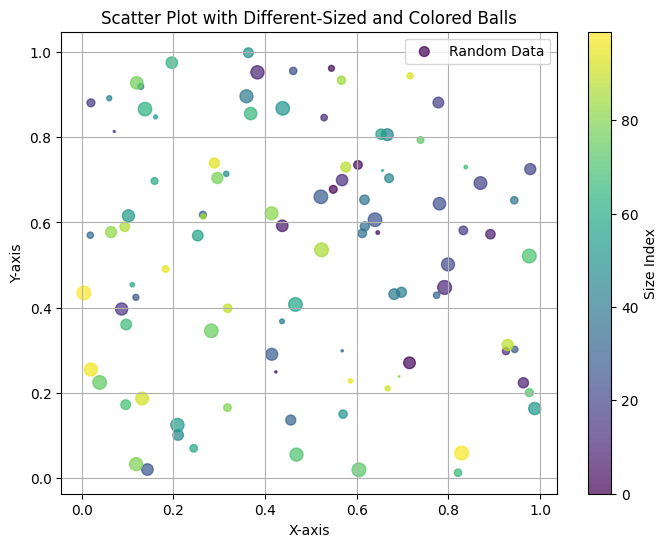 Scatter Plot with Different-Sized and Colored Balls
Random Data
1.0
0.8
0.6
0.4
0.2
0.0
Y-axis
0.0 0.2 0.4 0.6 0.8 1.0
X-axis
80
60
40
20
0
Size Index